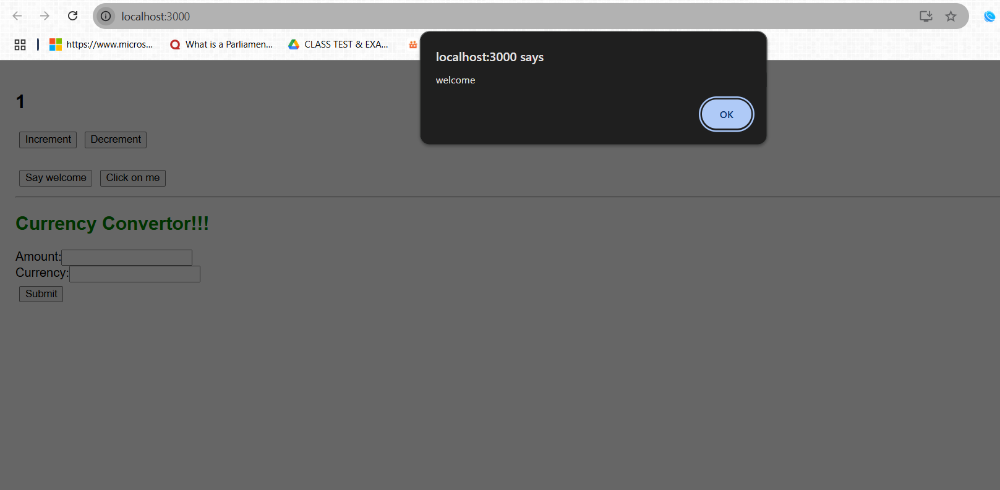 localhost:3000
https://www.micros... What is a Parliamen... CLASS TEST & EXA...
localhost:3000 says
welcome
OK
1
Increment Decrement
Say welcome Click on me
Currency Convertor!!!
Amount:
Currency:
Submit